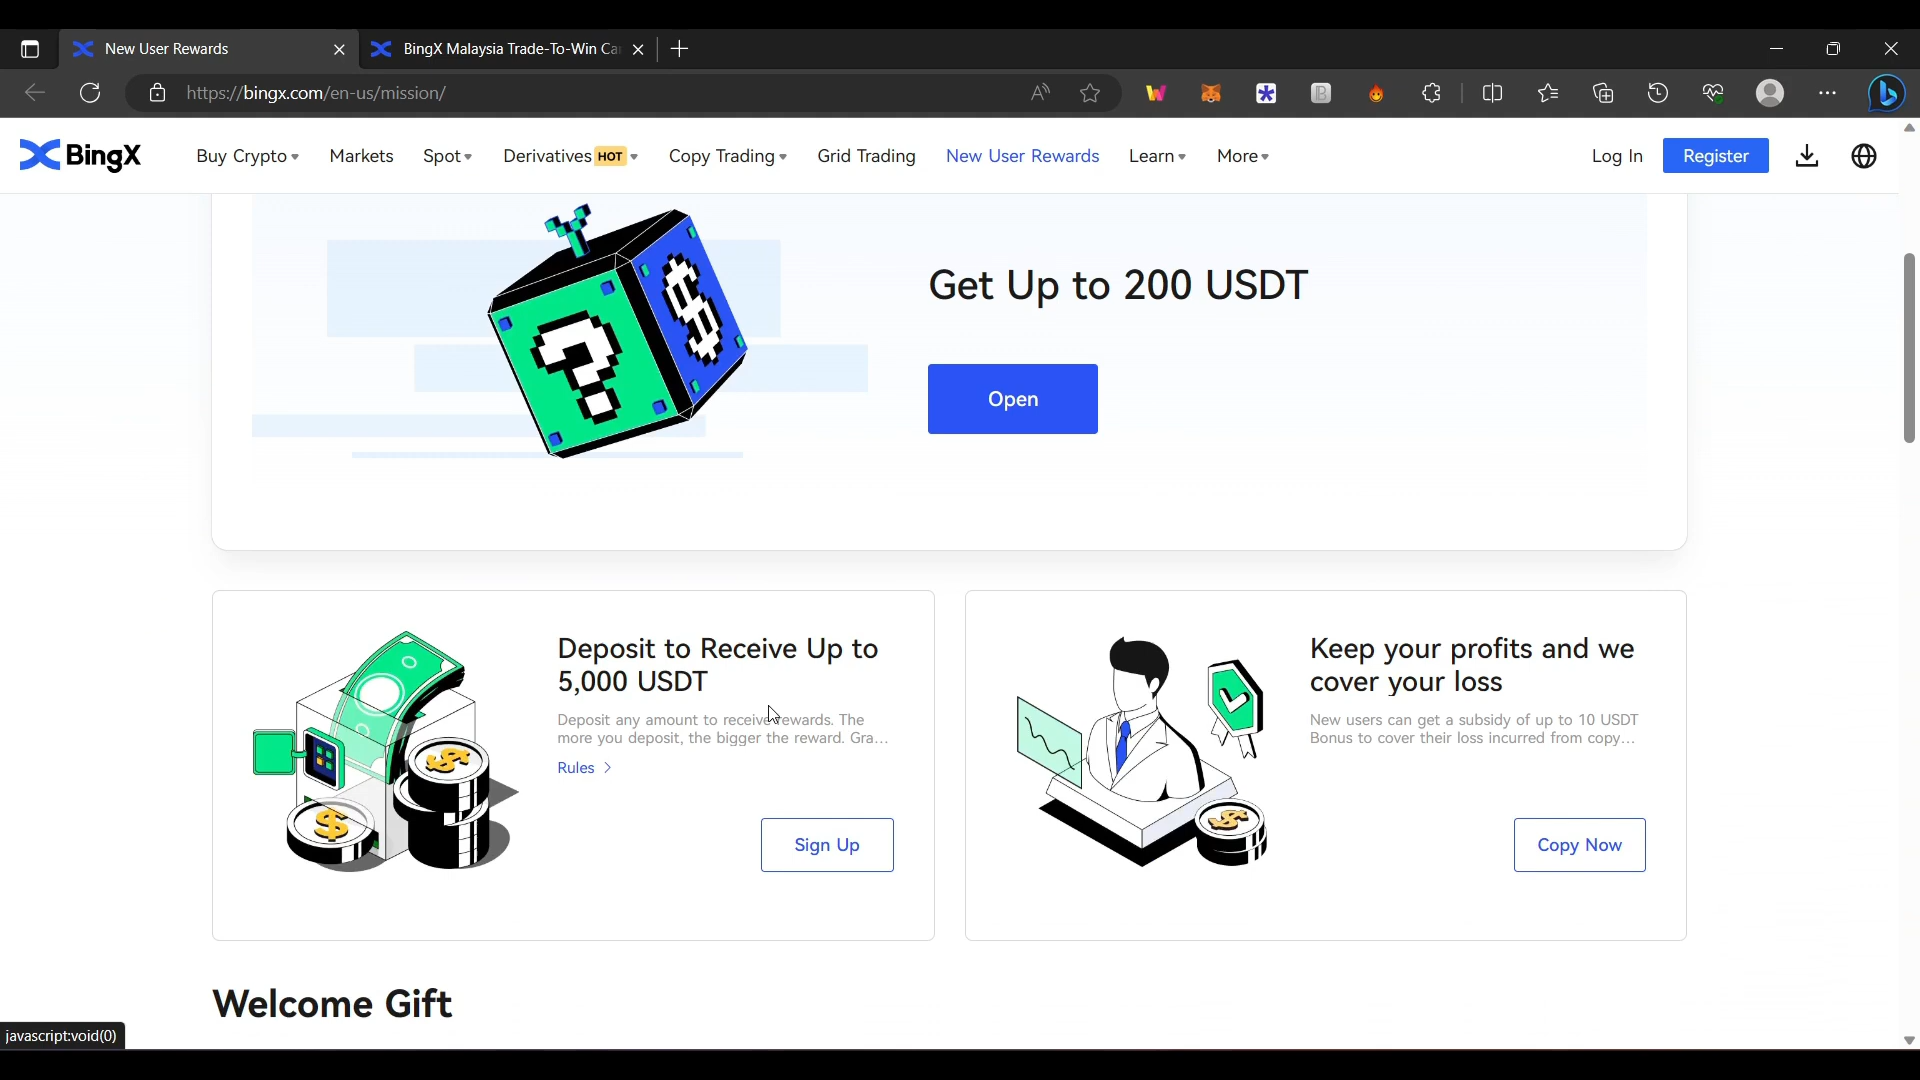 New User Rewards
BingX Malaysia Trade-To-Win Ca
https://bingx.com/en-us/mission/
BingX
Buy Crypto
Markets
Spot
Derivatives HOT
Copy Trading
Grid Trading
New User Rewards
Learn
More
Log In
Register
Get Up to 200 USDT
Open
Deposit to Receive Up to
5,000 USDT
Deposit any amount to receive rewards. The
more you deposit, the bigger the reward. Gra...
Rules >
Sign Up
Keep your profits and we
cover your loss
New users can get a subsidy of up to 10 USDT
Bonus to cover their loss incurred from copy...
Copy Now
Welcome Gift
javascript:void(0)